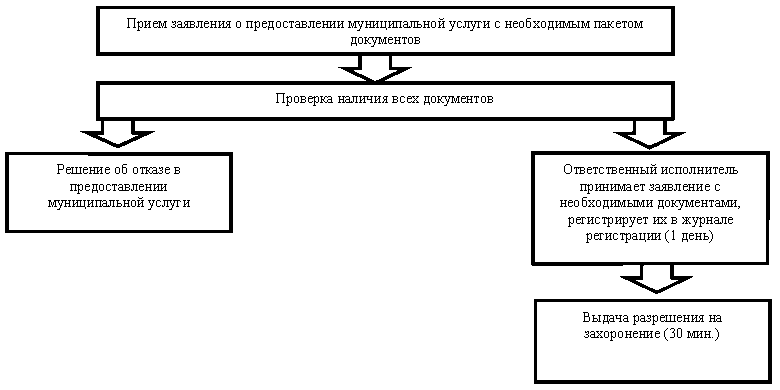 Прием заявления о предоставлении муниципальной услуги с необходимым пакетом
документов
Проверка наличия всех документов
Решение об отказе в
предоставлении
муниципальной услуги
Ответственный исполнитель
принимает заявление с
необходимыми документами,
регистрирует их в журнале
регистрации (1 день)
Выдача разрешения на
захоронение (30 мин.)